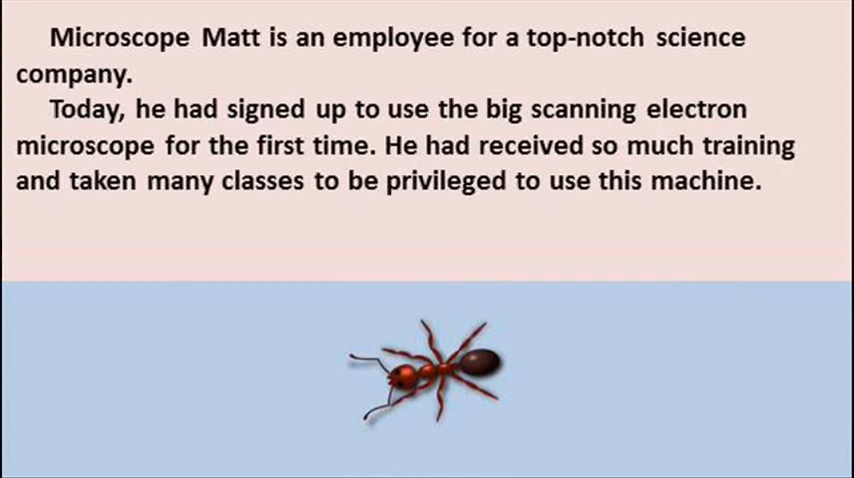 Microscope Matt is an employee for a top-notch science
company.
Today, he had signed up to use the big scanning electron
microscope for the first time. He had received so much training
and taken many classes to be privileged to use this machine.